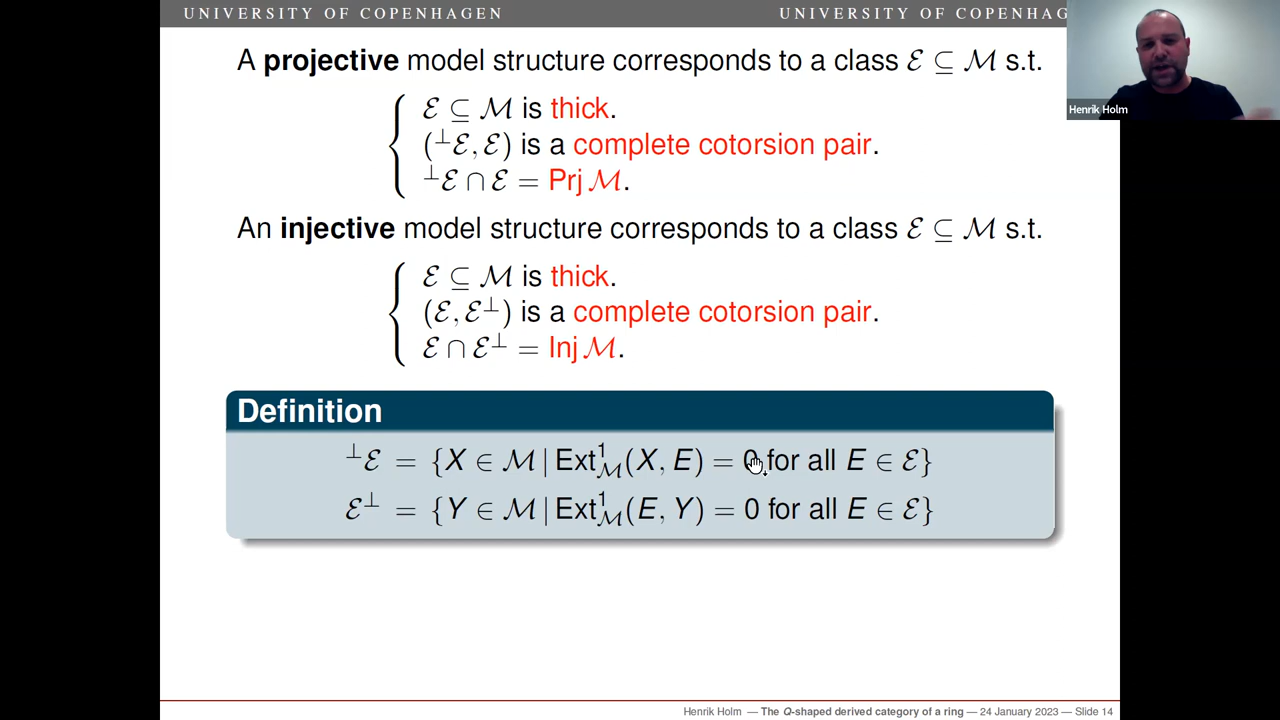 UNIVERSITY OF COPENHAGEN UNIVERSITY OF COPENHAG
A projective model structure corresponds to a class ℰ ⊆ ℳ s.t.
ℰ ⊆ ℳ is thick.
(⊥ℰ, ℰ) is a complete cotorsion pair.
⊥ℰ ∩ ℰ = Prj ℳ.
An injective model structure corresponds to a class ℰ ⊆ ℳ s.t.
ℰ ⊆ ℳ is thick.
(ℰ, ℰ⊥) is a complete cotorsion pair.
ℰ ∩ ℰ⊥ = Inj ℳ.
Definition
⊥ℰ = {X ∈ ℳ | Ext¹ℳ(X, E) = 0 for all E ∈ ℰ}
ℰ⊥ = {Y ∈ ℳ | Ext¹ℳ(E, Y) = 0 for all E ∈ ℰ}
Henrik Holm
Henrik Holm — The Q-shaped derived category of a ring — 24 January 2023 — Slide 14